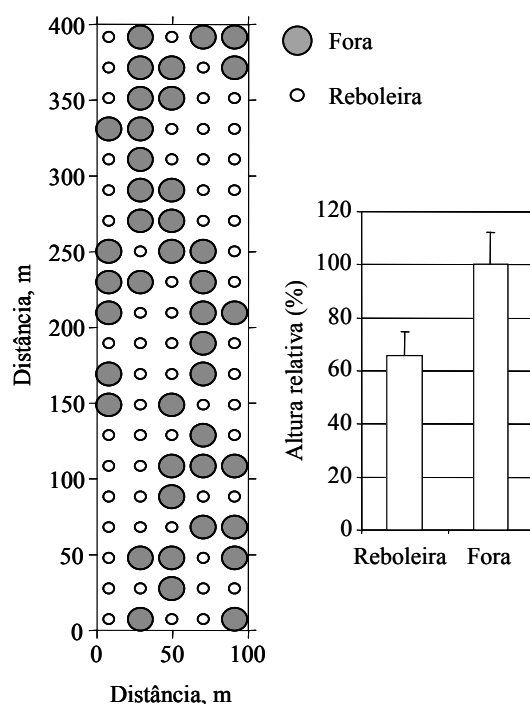 400
350
300
250
200
150
100
50
0
Distância, m
0 50 100
Distância, m
Fora
Reboleira
120
100
80
60
40
20
0
Altura relativa (%)
Reboleira Fora